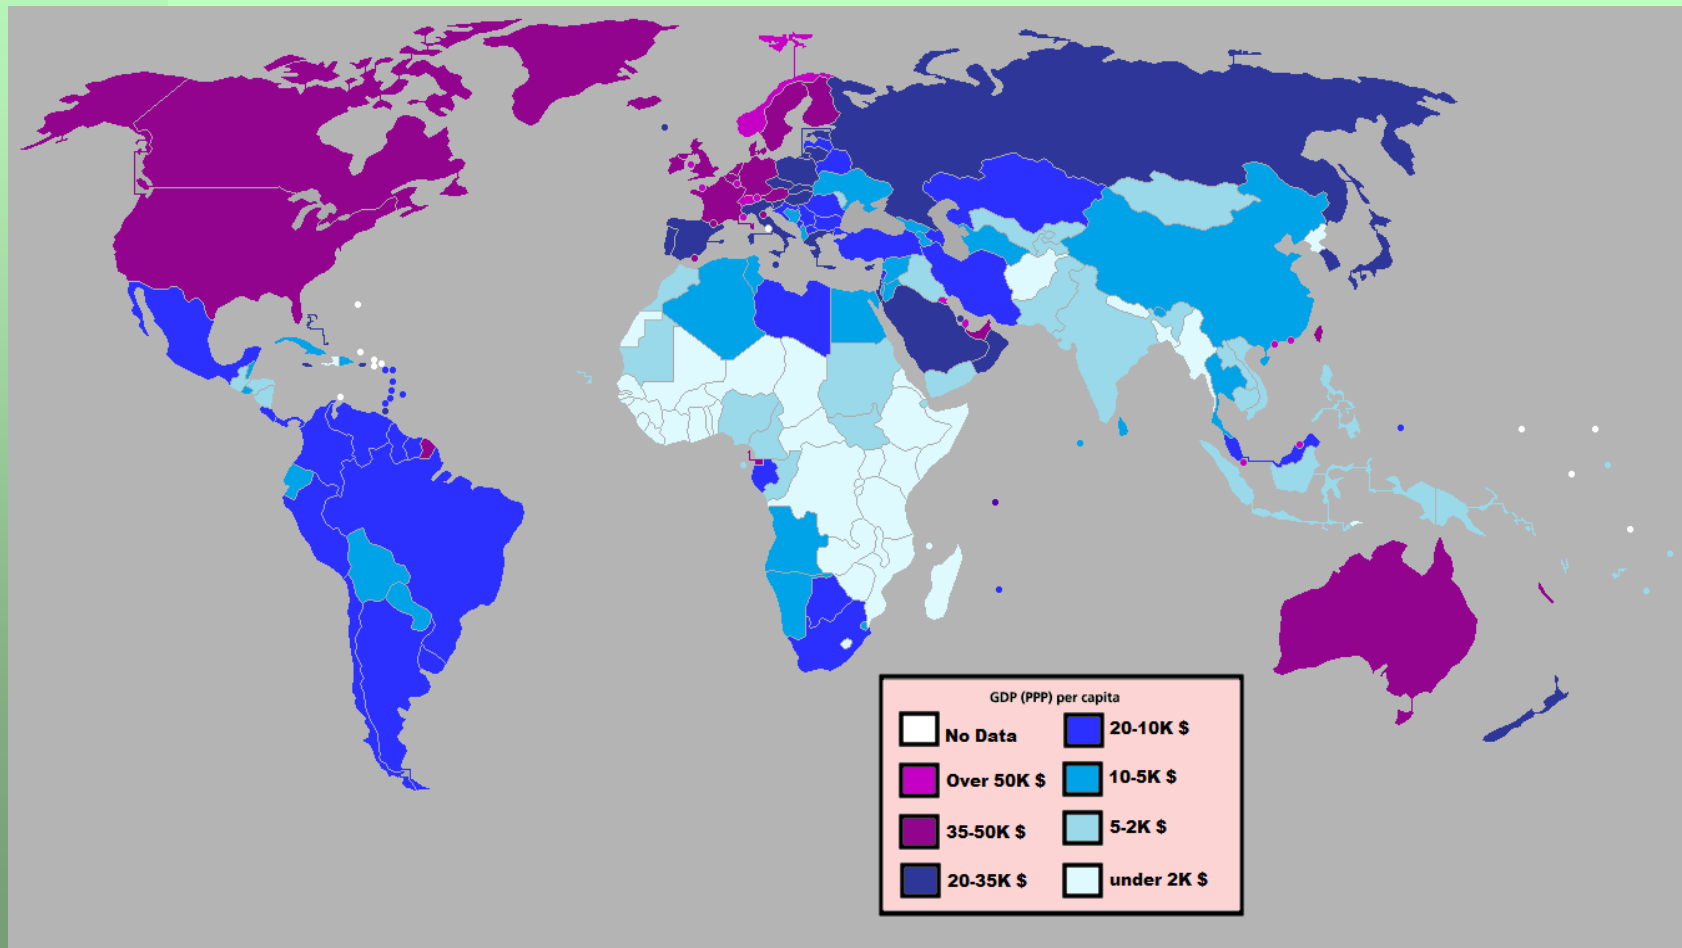 GDP (PPP) per capita
No Data
Over 50K $
35-50K $
20-35K $
20-10K $
10-5K $
5-2K $
under 2K $